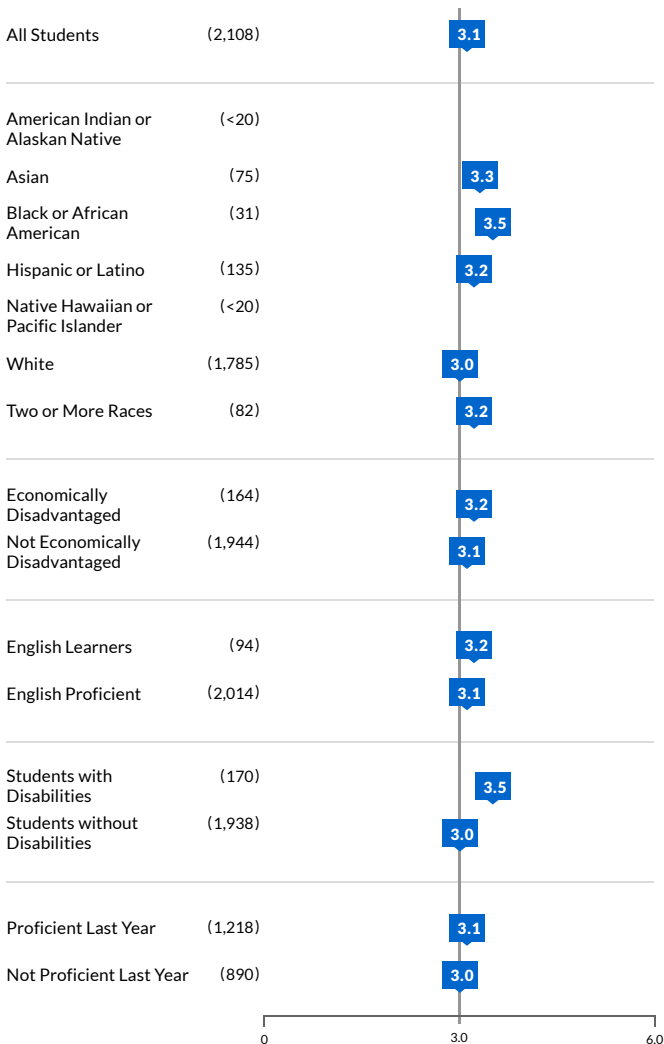 All Students (2,108) 3.1
American Indian or (<20)
Alaskan Native
Asian (75) 3.3
Black or African (31) 3.5
American
Hispanic or Latino (135) 3.2
Native Hawaiian or (<20)
Pacific Islander
White (1,785) 3.0
Two or More Races (82) 3.2
Economically (164) 3.2
Disadvantaged
Not Economically (1,944) 3.1
Disadvantaged
English Learners (94) 3.2
English Proficient (2,014) 3.1
Students with (170) 3.5
Disabilities
Students without (1,938) 3.0
Disabilities
Proficient Last Year (1,218) 3.1
Not Proficient Last Year (890) 3.0
0 3.0 6.0